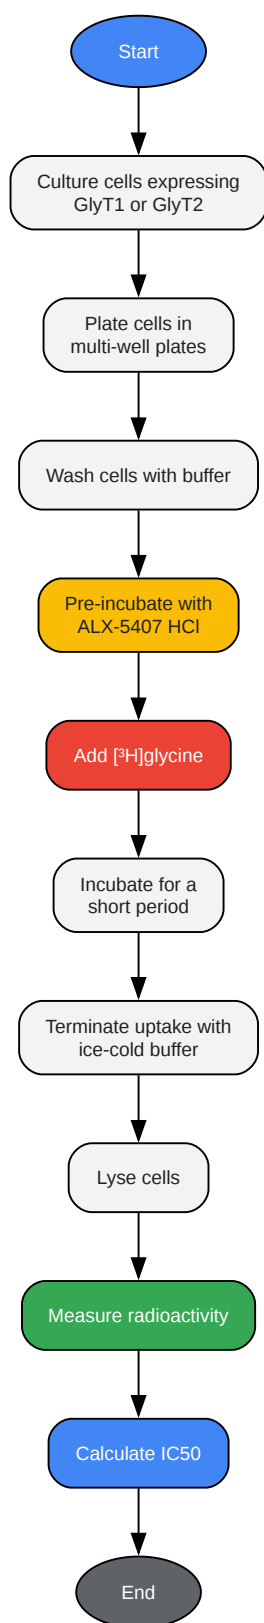 Start
Culture cells expressing
GlyT1 or GlyT2
Plate cells in
multi-well plates
Wash cells with buffer
Pre-incubate with
ALX-5407 HCl
Add [³H]glycine
Incubate for a
short period
Terminate uptake with
ice-cold buffer
Lyse cells
Measure radioactivity
Calculate IC50
End